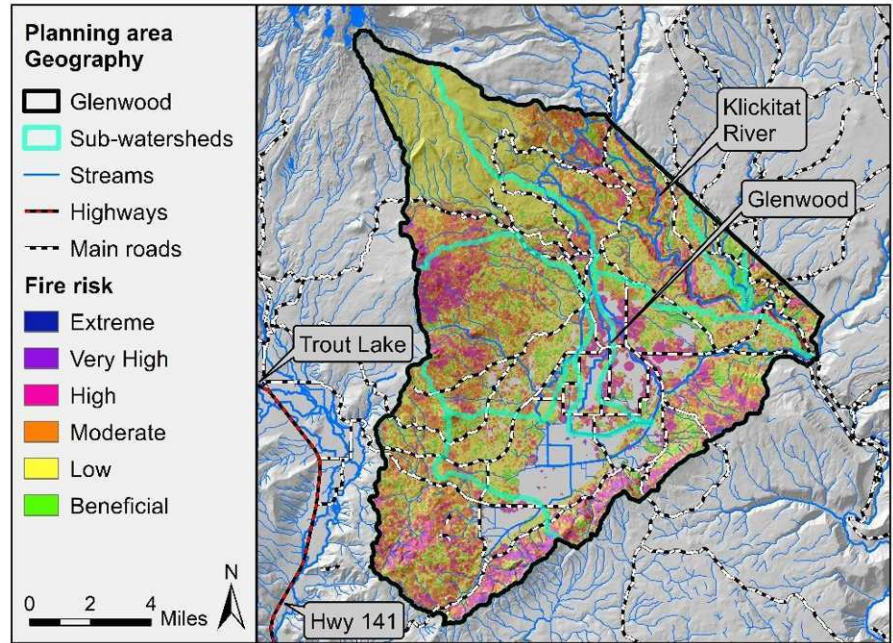 Planning area
Geography
Glenwood
Sub-watersheds
Streams
Highways
Main roads
Fire risk
Extreme
Very High
High
Moderate
Low
Beneficial
N
0 2 4
Miles
Klickitat
River
Glenwood
Trout Lake
Hwy 141